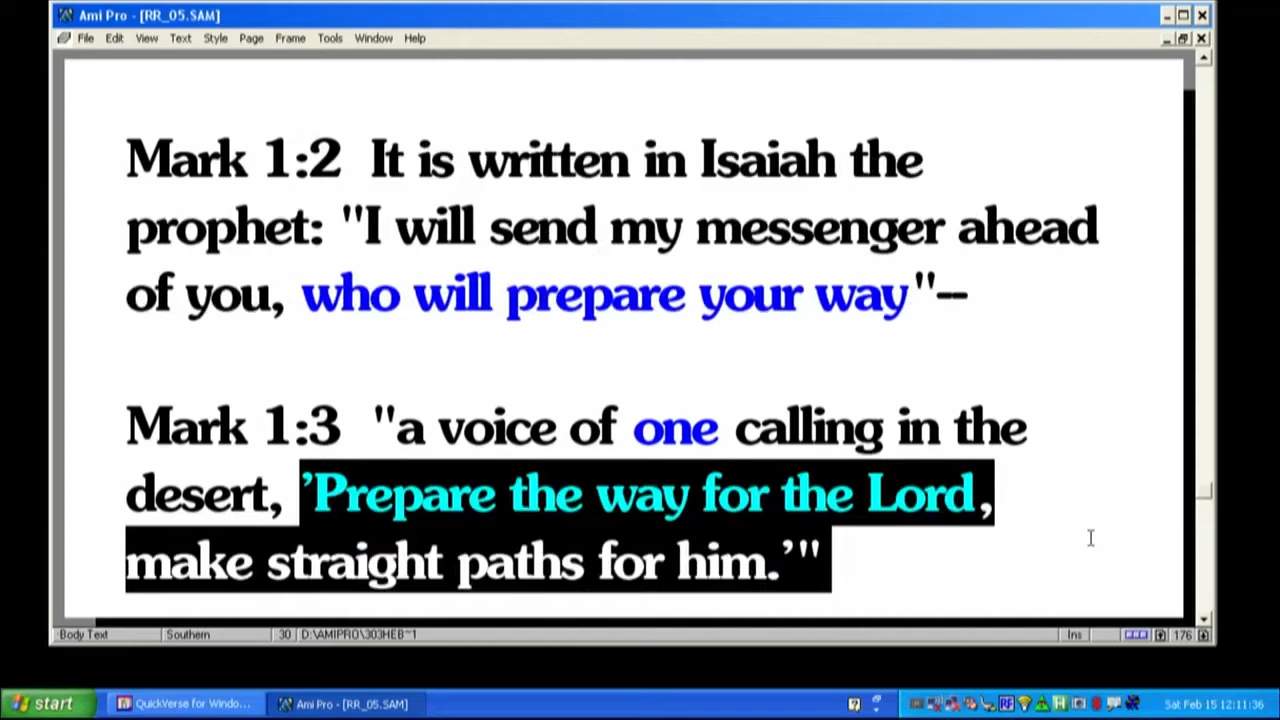 Ami Pro - [RR_05.SAM]
File Edit View Text Style Page Frame Tools Window Help
Mark 1:2 It is written in Isaiah the
prophet: "I will send my messenger ahead
of you, who will prepare your way"--
Mark 1:3 "a voice of one calling in the
desert, 'Prepare the way for the Lord,
make straight paths for him.'"
Body Text Southern 30 D:\AMIPRO\303HEB~1 Ins 176
start QuickVerse for Windo... Ami Pro - [RR_05.SAM] Sat Feb 15 12:11:36